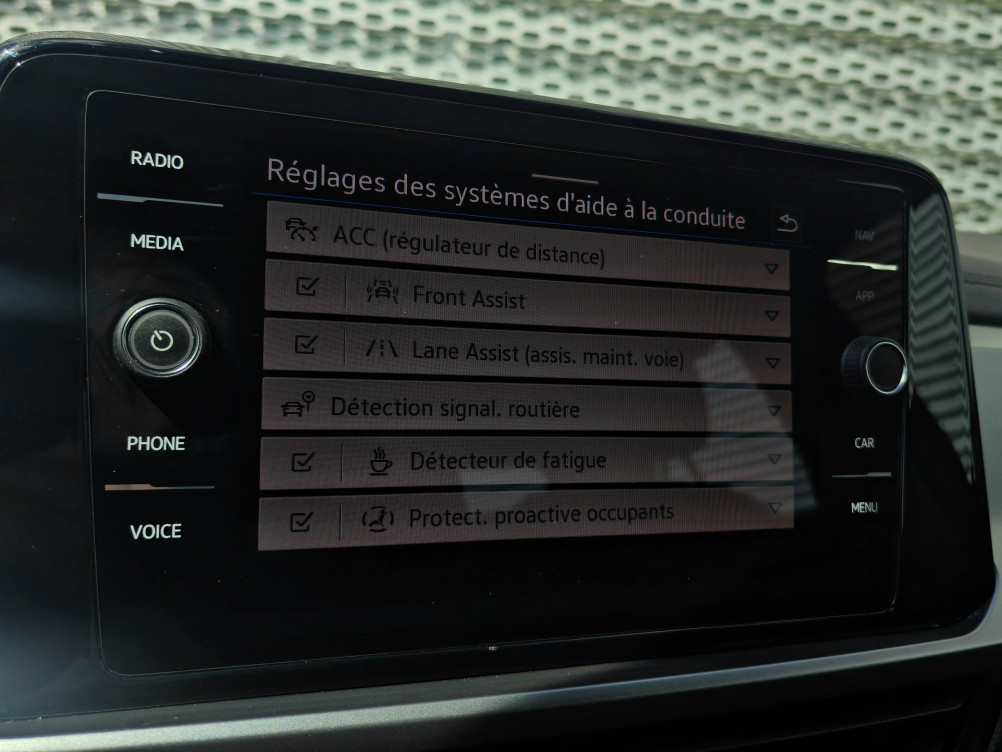 RADIO
MEDIA
PHONE
VOICE
Réglages des systèmes d'aide à la conduite
ACC (régulateur de distance)
Front Assist
Lane Assist (assis. maint. voie)
Détection signal. routière
Détecteur de fatigue
Protect. proactive occupants
NAV
APP
CAR
MENU